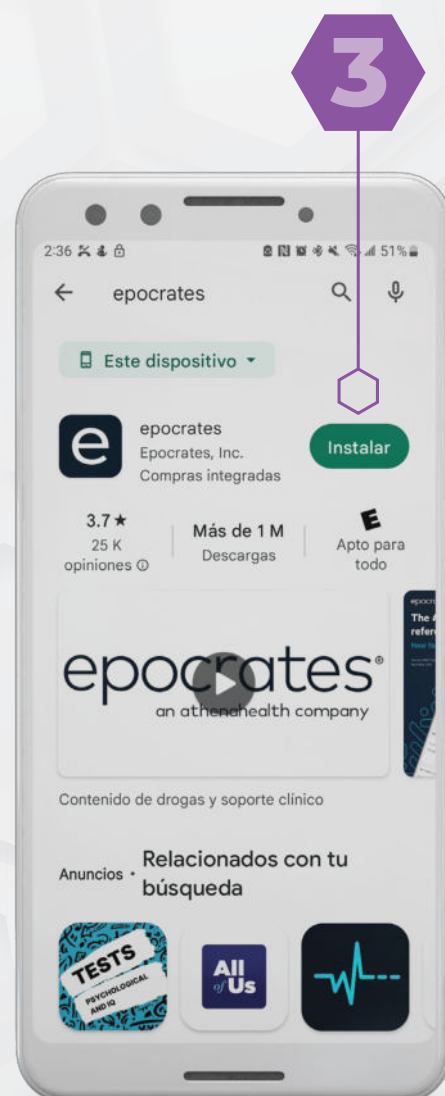 3
2:36
51%
epocrates
Este dispositivo
e
epocrates
Epocrates, Inc.
Compras integradas
Instalar
3.7★
25 K
opiniones
Más de 1 M
Descargas
E
Apto para
todo
epocrates®
an athenahealth company
The
refer
Contenido de drogas y soporte clínico
Anuncios •
Relacionados con tu
búsqueda
TESTS
PSYCHOLOGICAL
AND IQ
All
of Us